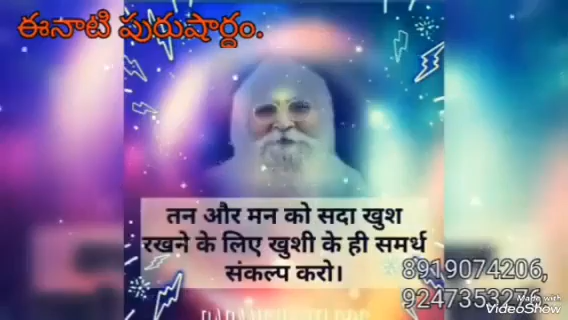 ఈనాటి పురుషార్దం.
तन और मन को सदा खुश
रखने के लिए खुशी के ही समर्थ
संकल्प करो।
8919074206,
9247353276,
Made with
VideoShow